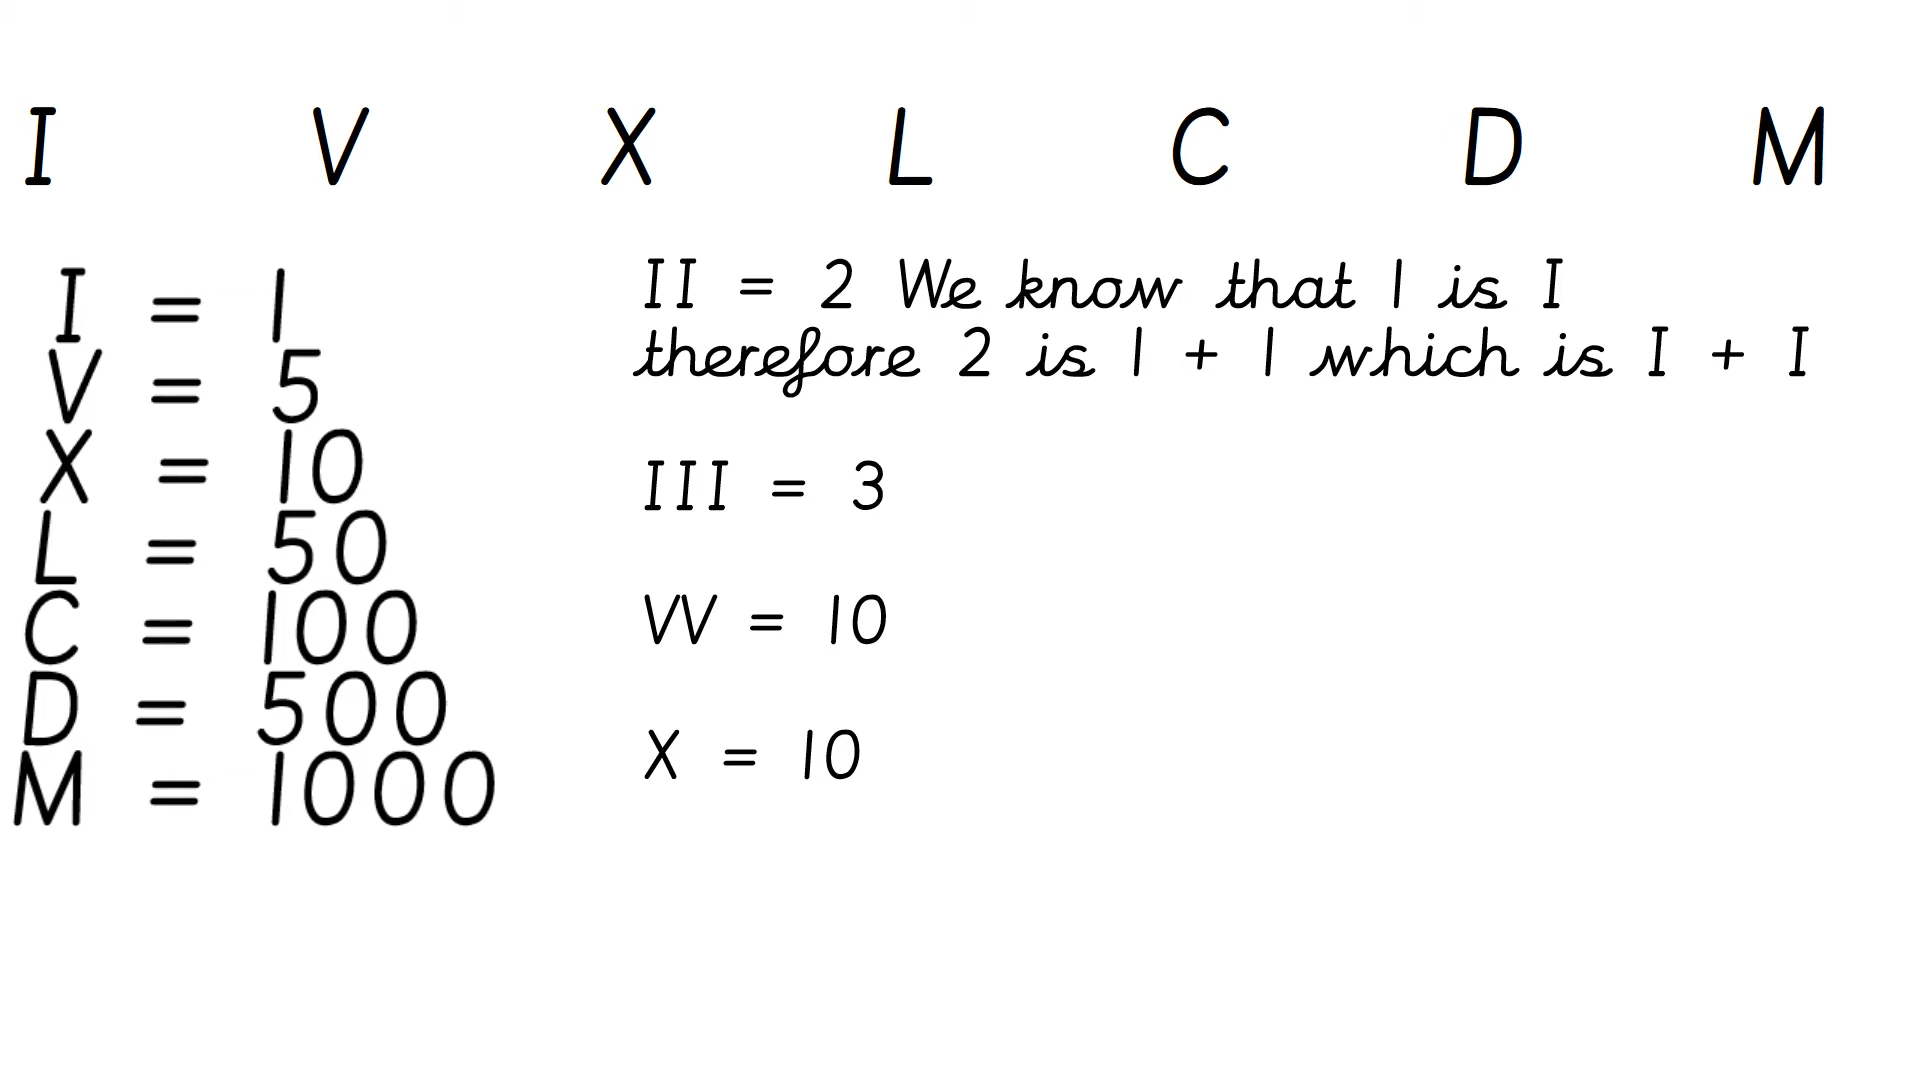 I V X L C D M
I = 1
V = 5
X = 10
L = 50
C = 100
D = 500
M = 1000
II = 2 We know that 1 is I
therefore 2 is 1 + 1 which is I + I
III = 3
VV = 10
X = 10